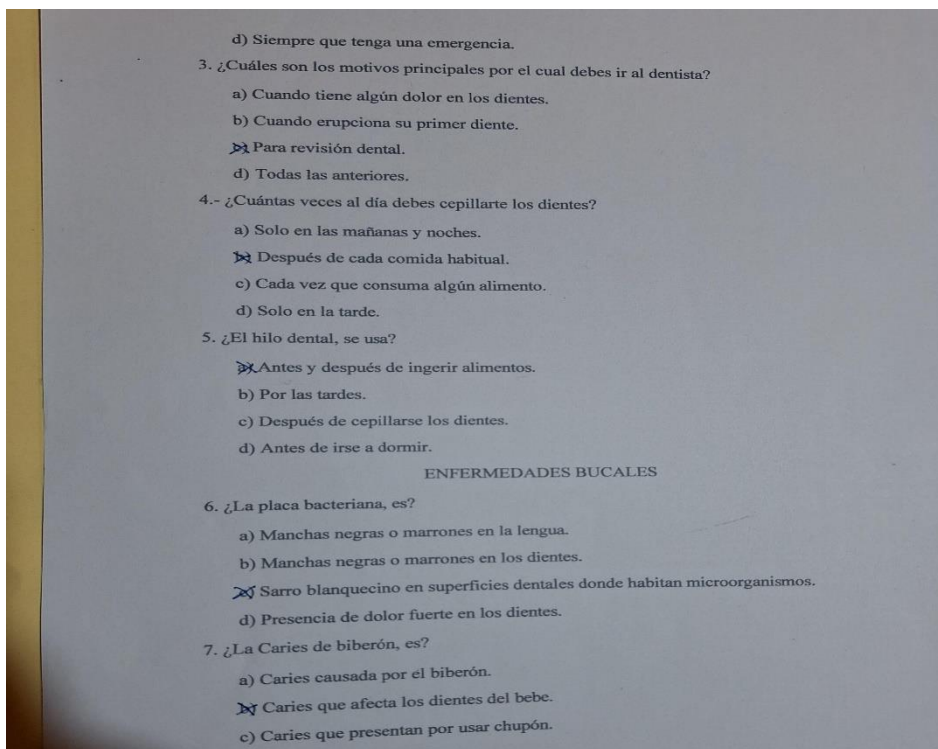 d) Siempre que tenga una emergencia.
3. ¿Cuáles son los motivos principales por el cual debes ir al dentista?
a) Cuando tiene algún dolor en los dientes.
b) Cuando erupciona su primer diente.
c) Para revisión dental.
d) Todas las anteriores.
4.- ¿Cuántas veces al día debes cepillarte los dientes?
a) Solo en las mañanas y noches.
b) Después de cada comida habitual.
c) Cada vez que consuma algún alimento.
d) Solo en la tarde.
5. ¿El hilo dental, se usa?
a) Antes y después de ingerir alimentos.
b) Por las tardes.
c) Después de cepillarse los dientes.
d) Antes de irse a dormir.
ENFERMEDADES BUCALES
6. ¿La placa bacteriana, es?
a) Manchas negras o marrones en la lengua.
b) Manchas negras o marrones en los dientes.
c) Sarro blanquecino en superficies dentales donde habitan microorganismos.
d) Presencia de dolor fuerte en los dientes.
7. ¿La Caries de biberón, es?
a) Caries causada por el biberón.
b) Caries que afecta los dientes del bebe.
c) Caries que presentan por usar chupón.